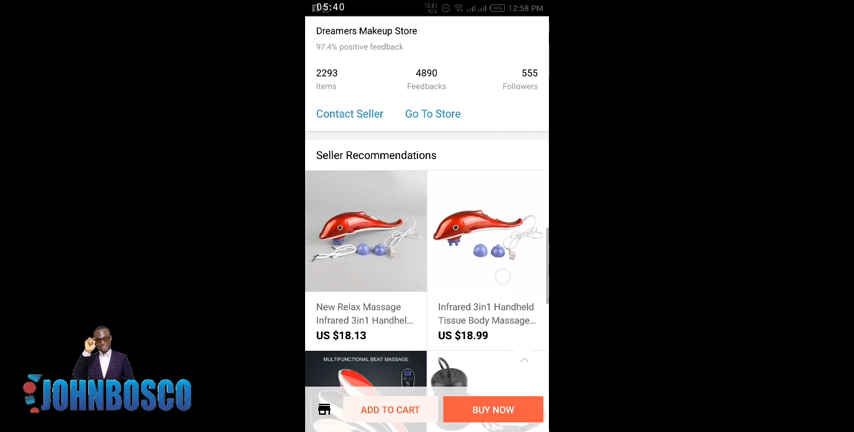 05:40
12:58 PM
Dreamers Makeup Store
97.4% positive feedback
2293
items
4890
Feedbacks
555
Followers
Contact Seller
Go To Store
Seller Recommendations
New Relax Massage
Infrared 3in1 Handhel...
US $18.13
Infrared 3in1 Handheld
Tissue Body Massage...
US $18.99
MULTIFUNCTIONAL BEAT MASSAGE
ADD TO CART
BUY NOW
JOHNBOSCO